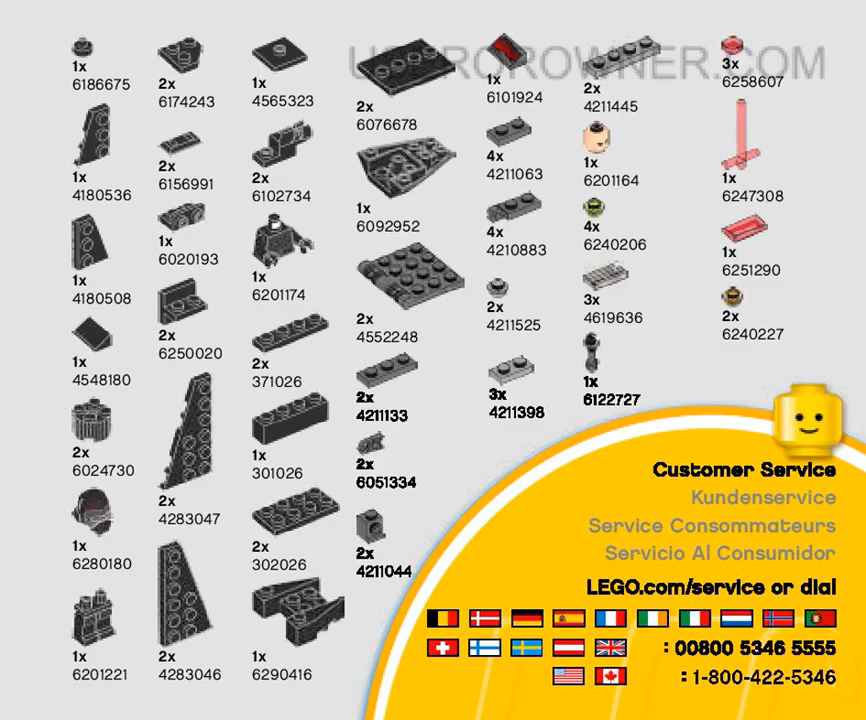 1x
6186675
1x
4180536
1x
4180508
1x
4548180
2x
6024730
1x
6280180
1x
6201221
2x
6174243
2x
6156991
1x
6020193
2x
6250020
2x
4283047
2x
4283046
1x
4565323
2x
6102734
1x
6201174
2x
371026
1x
301026
2x
302026
1x
6290416
2x
6076678
1x
6092952
2x
4552248
2x
4211133
2x
6051334
2x
4211044
1x
6101924
4x
4211063
4x
4210883
2x
4211525
3x
4211398
2x
4211445
1x
6201164
4x
6240206
3x
4619636
1x
6122727
3x
6258607
1x
6247308
1x
6251290
2x
6240227
Customer Service
Kundenservice
Service Consommateurs
Servicio Al Consumidor
LEGO.com/service or dial
: 00800 5346 5555
: 1-800-422-5346